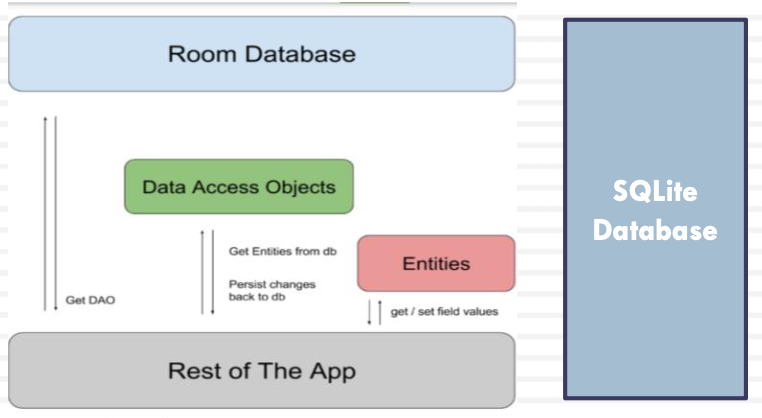 Room Database
Data Access Objects
Get Entities from db
Persist changes
back to db
Entities
Get DAO
get / set field values
Rest of The App
SQLite
Database